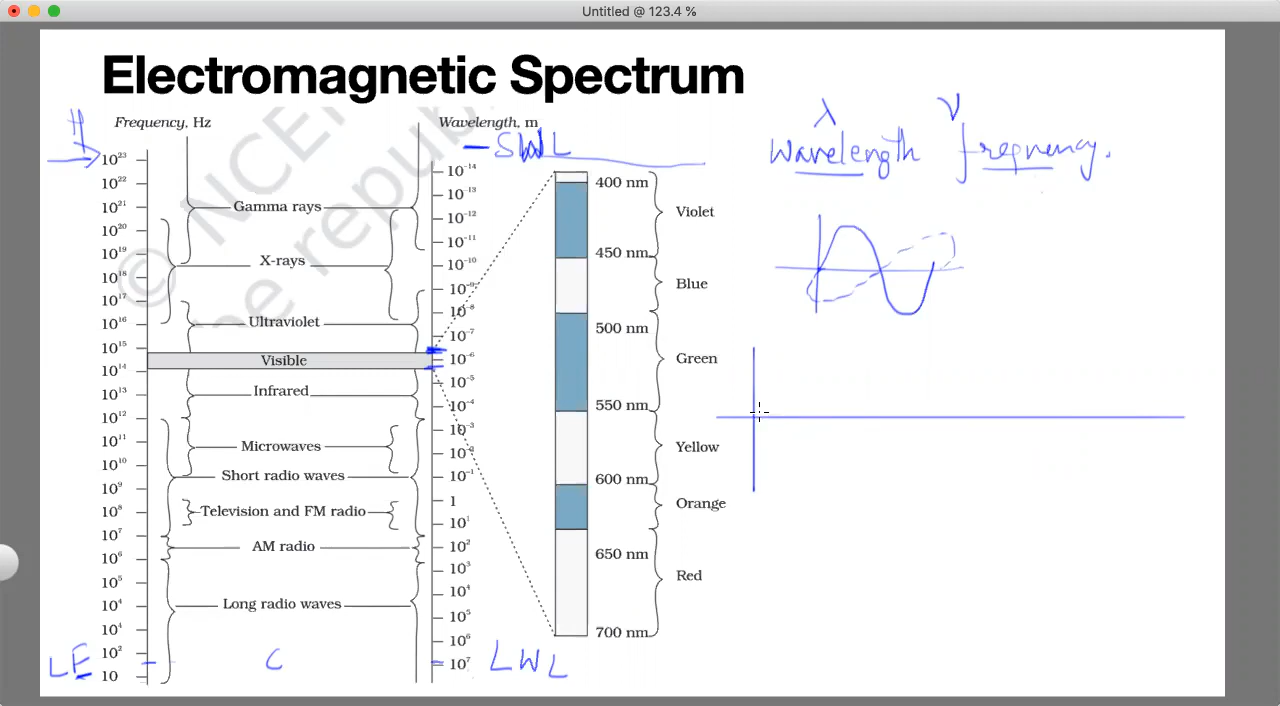 Untitled @ 123.4 %
Electromagnetic Spectrum
© NCE
he repub
Frequency, Hz
10²³
10²²
10²¹
10²⁰
10¹⁹
10¹⁸
10¹⁷
10¹⁶
10¹⁵
10¹⁴
10¹³
10¹²
10¹¹
10¹⁰
10⁹
10⁸
10⁷
10⁶
10⁵
10⁴
10⁴
10²
10
Gamma rays
X-rays
Ultraviolet
Visible
Infrared
Microwaves
Short radio waves
Television and FM radio
AM radio
Long radio waves
Wavelength, m
SWL
10⁻¹⁴
10⁻¹³
10⁻¹²
10⁻¹¹
10⁻¹⁰
10⁻⁹
10⁻⁸
10⁻⁷
10⁻⁶
10⁻⁵
10⁻⁴
10⁻³
10⁻²
10⁻¹
1
10¹
10²
10³
10⁴
10⁵
10⁶
10⁷
LWL
400 nm
450 nm
500 nm
550 nm
600 nm
650 nm
700 nm
Violet
Blue
Green
Yellow
Orange
Red
λ ν
wavelength frequency.